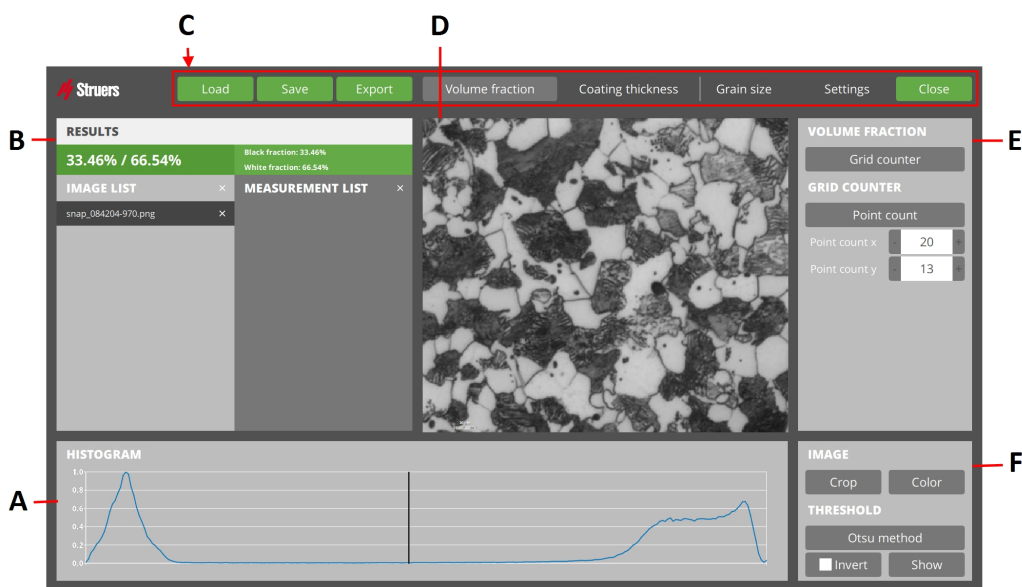 C
D
Struers
Load
Save
Export
Volume fraction
Coating thickness
Grain size
Settings
Close
B
RESULTS
33.46% / 66.54%
Black fraction: 33.46%
White fraction: 66.54%
IMAGE LIST ×
MEASUREMENT LIST ×
snap_084204-970.png ×
VOLUME FRACTION
E
Grid counter
GRID COUNTER
Point count
Point count x - 20 +
Point count y - 13 +
HISTOGRAM
A
1.0
0.8
0.6
0.4
0.2
0.0
IMAGE
F
Crop
Color
THRESHOLD
Otsu method
Invert
Show